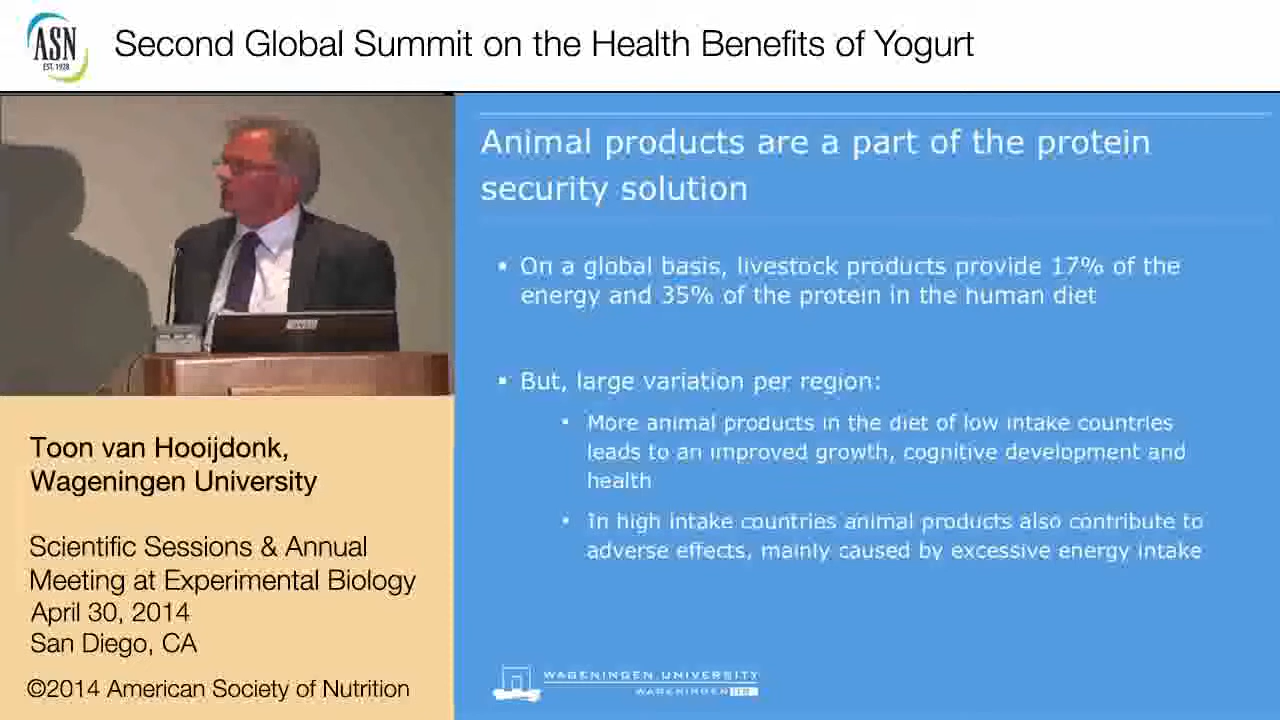 ASN
EST. 1928
Second Global Summit on the Health Benefits of Yogurt
Animal products are a part of the protein
security solution
▪ On a global basis, livestock products provide 17% of the
energy and 35% of the protein in the human diet
▪ But, large variation per region:
• More animal products in the diet of low intake countries
leads to an improved growth, cognitive development and
health
• In high intake countries animal products also contribute to
adverse effects, mainly caused by excessive energy intake
WAGENINGEN UNIVERSITY
WAGENINGEN UR
Toon van Hooijdonk,
Wageningen University
Scientific Sessions & Annual
Meeting at Experimental Biology
April 30, 2014
San Diego, CA
©2014 American Society of Nutrition